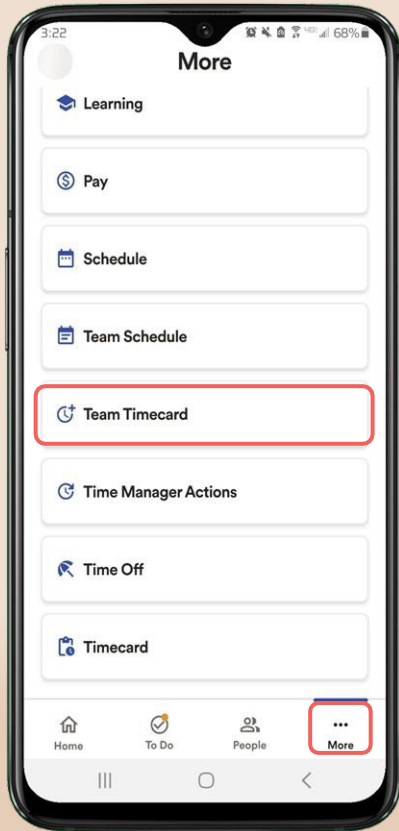 3:22
68%
More
Learning
Pay
Schedule
Team Schedule
Team Timecard
Time Manager Actions
Time Off
Timecard
Home To Do People More